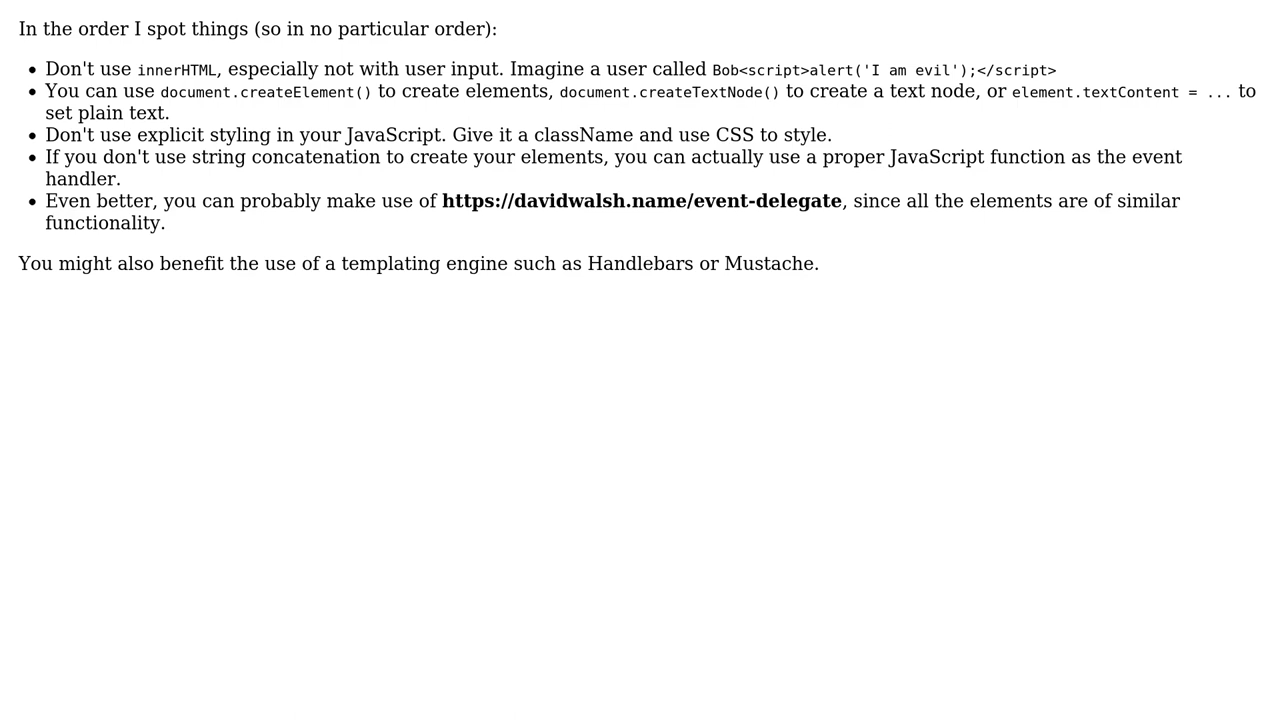 In the order I spot things (so in no particular order):
• Don't use innerHTML, especially not with user input. Imagine a user called Bob<script>alert('I am evil');</script>
• You can use document.createElement() to create elements, document.createTextNode() to create a text node, or element.textContent = ... to
set plain text.
• Don't use explicit styling in your JavaScript. Give it a className and use CSS to style.
• If you don't use string concatenation to create your elements, you can actually use a proper JavaScript function as the event
handler.
• Even better, you can probably make use of https://davidwalsh.name/event-delegate, since all the elements are of similar
functionality.
You might also benefit the use of a templating engine such as Handlebars or Mustache.